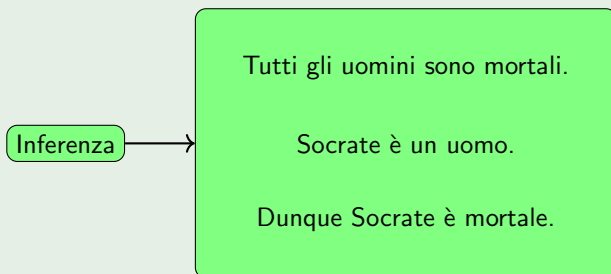 Tutti gli uomini sono mortali.
Inferenza
Socrate è un uomo.
Dunque Socrate è mortale.